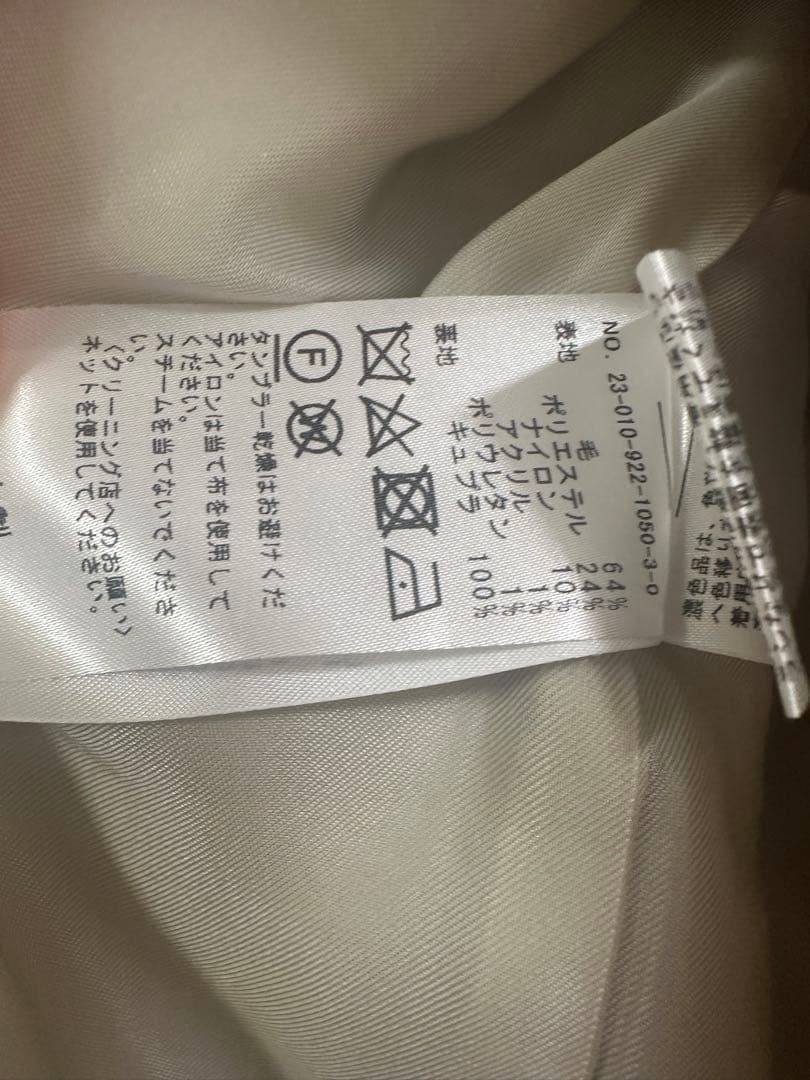 NO. 23-010-922-1050-3-0
表地 毛 64%
ポリエステル 24%
ナイロン 10%
アクリル 1%
ポリウレタン 1%
裏地 キュプラ 100%
F
W
タンブラー乾燥はお避けくだ
さい。
アイロンは当て布を使用して
ください。
スチームを当てないでくださ
い。
<クリーニング店へのお願い>
ネットを使用してください。
濃色品は、